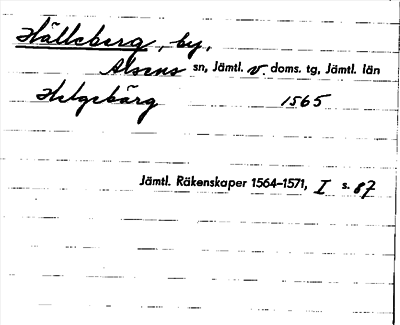 Hälleberg, by,
Alsens sn, Jämtl. v. doms. tg, Jämtl. län
Helgebärg 1565
Jämtl. Räkenskaper 1564–1571, I s. 87